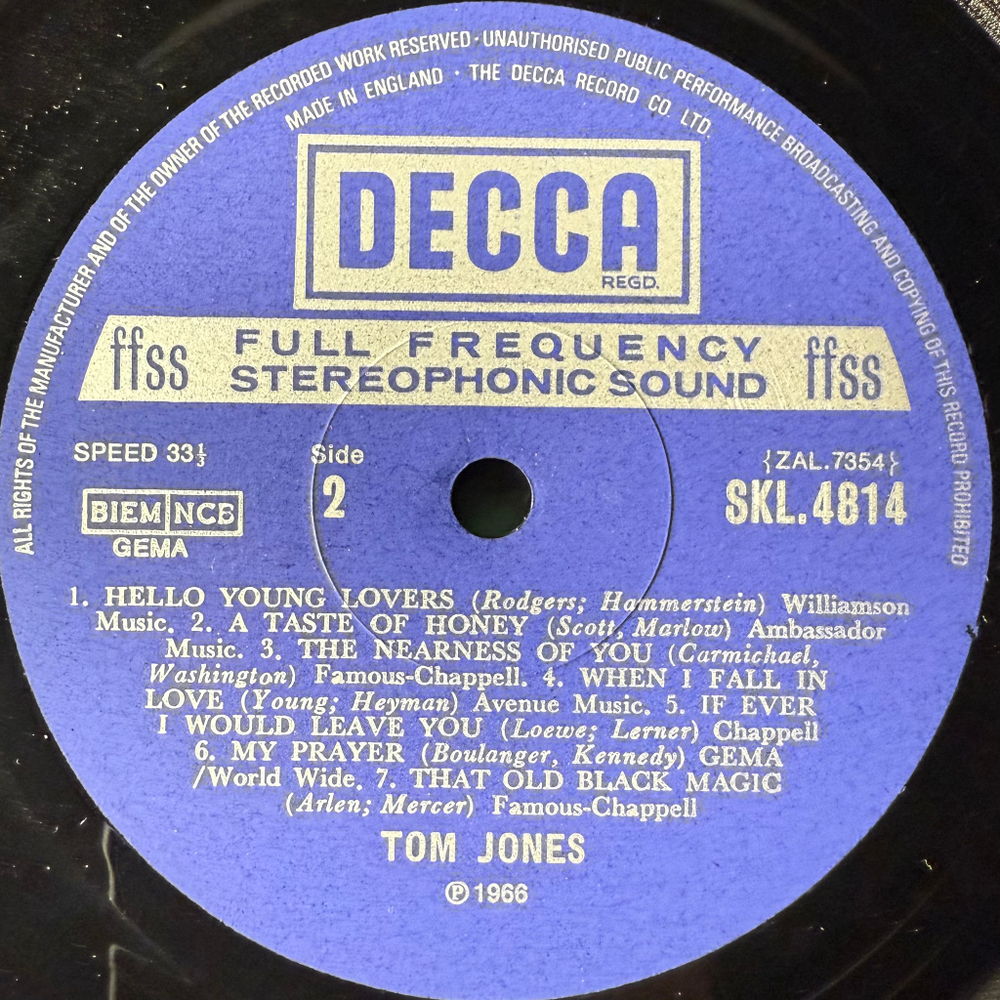 ALL RIGHTS OF THE MANUFACTURER AND OF THE OWNER OF THE RECORDED WORK RESERVED · UNAUTHORISED PUBLIC PERFORMANCE BROADCASTING AND COPYING OF THIS RECORD PROHIBITED
MADE IN ENGLAND · THE DECCA RECORD CO. LTD.
DECCA
REGD.
ffss FULL FREQUENCY ffss
STEREOPHONIC SOUND
SPEED 33⅓
Side
2
{ZAL.7354}
SKL.4814
BIEM NCB
GEMA
1. HELLO YOUNG LOVERS (Rodgers; Hammerstein) Williamson
Music. 2. A TASTE OF HONEY (Scott, Marlow) Ambassador
Music. 3. THE NEARNESS OF YOU (Carmichael,
Washington) Famous-Chappell. 4. WHEN I FALL IN
LOVE (Young; Heyman) Avenue Music. 5. IF EVER
I WOULD LEAVE YOU (Loewe; Lerner) Chappell
6. MY PRAYER (Boulanger, Kennedy) GEMA
/World Wide. 7. THAT OLD BLACK MAGIC
(Arlen; Mercer) Famous-Chappell
TOM JONES
℗ 1966